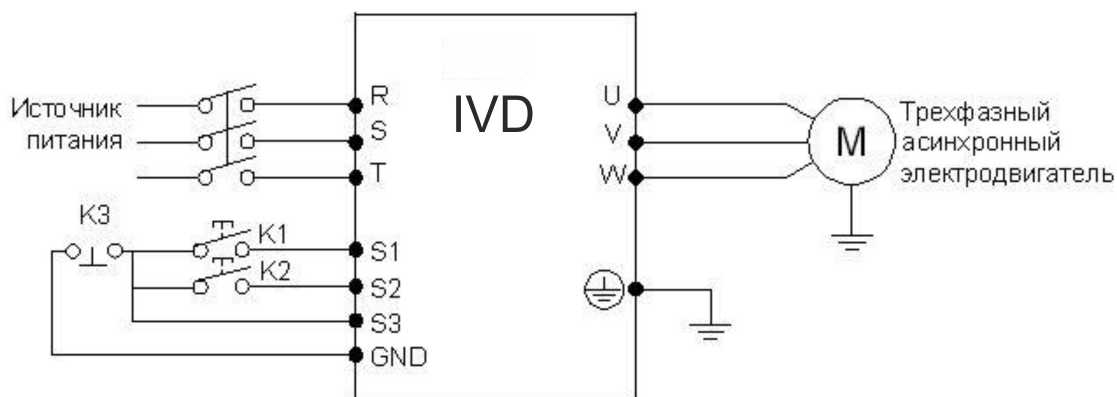 Источник
питания
R
S
T
IVD
U
V
W
M
Трехфазный
асинхронный
электродвигатель
K3
K1
K2
S1
S2
S3
GND